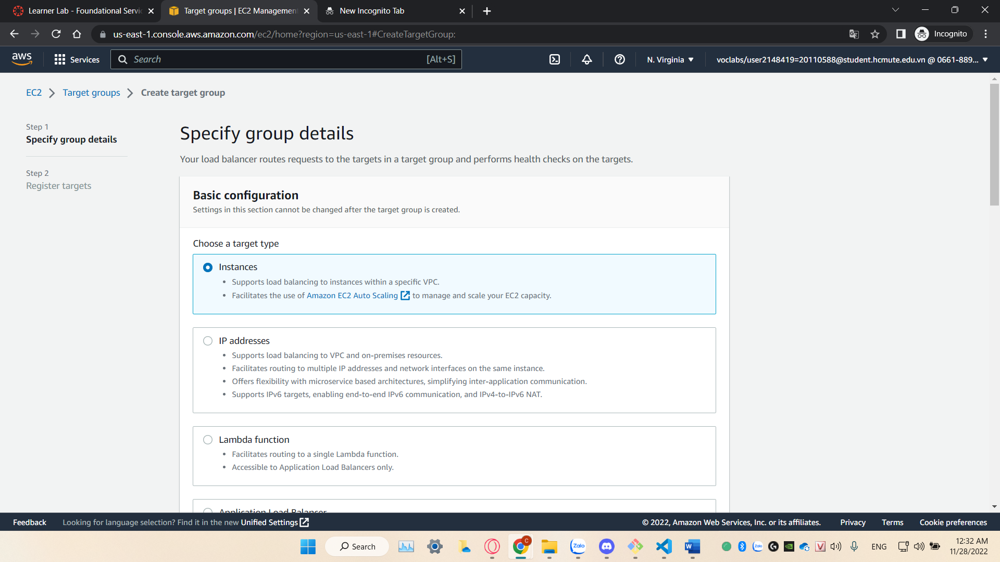 Learner Lab - Foundational Servic
Target groups | EC2 Management
New Incognito Tab
us-east-1.console.aws.amazon.com/ec2/home?region=us-east-1#CreateTargetGroup:
Incognito
aws
Services
Search
[Alt+S]
N. Virginia
voclabs/user2148419=20110588@student.hcmute.edu.vn @ 0661-889...
EC2
Target groups
Create target group
Step 1
Specify group details
Step 2
Register targets
Specify group details
Your load balancer routes requests to the targets in a target group and performs health checks on the targets.
Basic configuration
Settings in this section cannot be changed after the target group is created.
Choose a target type
Instances
• Supports load balancing to instances within a specific VPC.
• Facilitates the use of Amazon EC2 Auto Scaling to manage and scale your EC2 capacity.
IP addresses
• Supports load balancing to VPC and on-premises resources.
• Facilitates routing to multiple IP addresses and network interfaces on the same instance.
• Offers flexibility with microservice based architectures, simplifying inter-application communication.
• Supports IPv6 targets, enabling end-to-end IPv6 communication, and IPv4-to-IPv6 NAT.
Lambda function
• Facilitates routing to a single Lambda function.
• Accessible to Application Load Balancers only.
Application Load Balancer
Feedback
Looking for language selection? Find it in the new Unified Settings
© 2022, Amazon Web Services, Inc. or its affiliates.
Privacy
Terms
Cookie preferences
Search
C
Zalo
W
Zalo
V
ENG
12:32 AM
11/28/2022